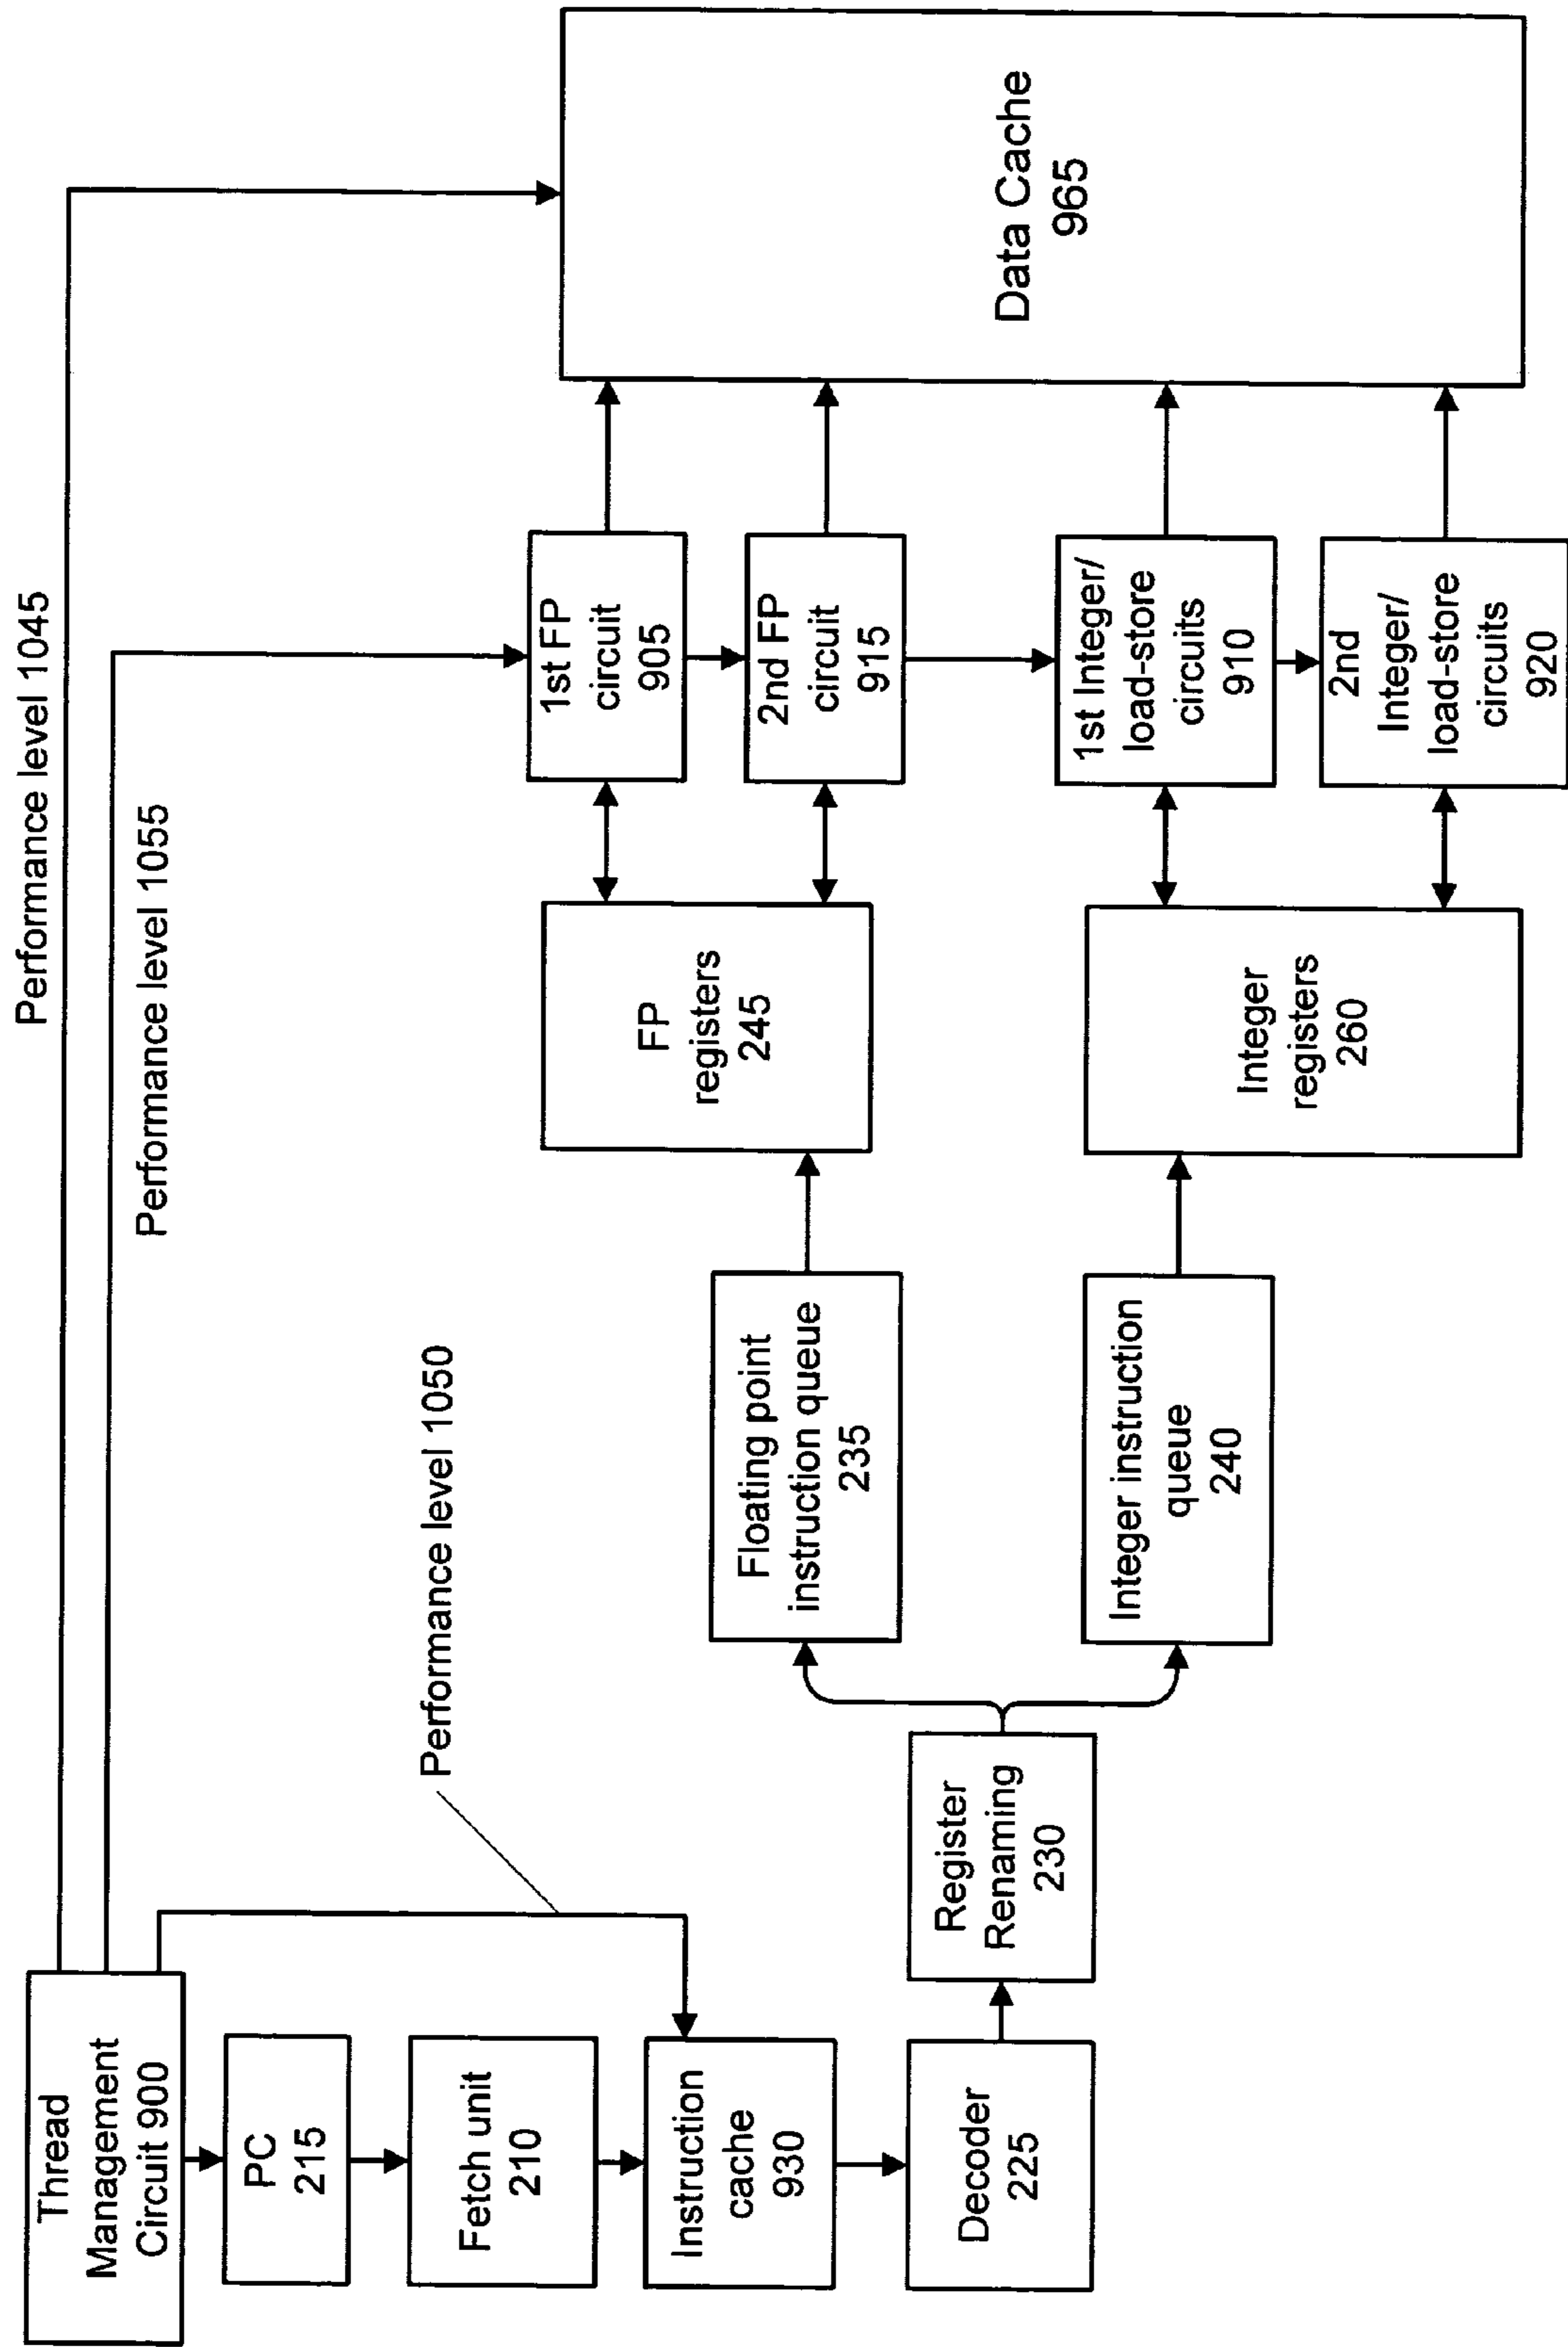 Performance level 1045
Performance level 1055
Performance level 1050
Thread
Management
Circuit 900
PC
215
Fetch unit
210
Instruction
cache
930
Decoder
225
Register
Renaming
230
Floating point
instruction queue
235
Integer instruction
queue
240
FP
registers
245
Integer
registers
260
1st FP
circuit
905
2nd FP
circuit
915
1st Integer/
load-store
circuits
910
2nd
Integer/
load-store
circuits
920
Data Cache
965